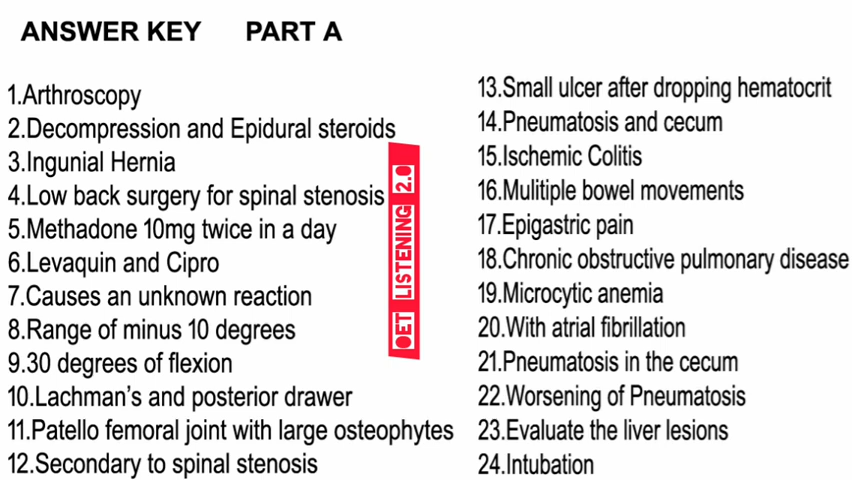 ANSWER KEY PART A
1.Arthroscopy
2.Decompression and Epidural steroids
3.Ingunial Hernia
4.Low back surgery for spinal stenosis
5.Methadone 10mg twice in a day
6.Levaquin and Cipro
7.Causes an unknown reaction
8.Range of minus 10 degrees
9.30 degrees of flexion
10.Lachman's and posterior drawer
11.Patello femoral joint with large osteophytes
12.Secondary to spinal stenosis
OET LISTENING 2.0
13.Small ulcer after dropping hematocrit
14.Pneumatosis and cecum
15.Ischemic Colitis
16.Mulitiple bowel movements
17.Epigastric pain
18.Chronic obstructive pulmonary disease
19.Microcytic anemia
20.With atrial fibrillation
21.Pneumatosis in the cecum
22.Worsening of Pneumatosis
23.Evaluate the liver lesions
24.Intubation